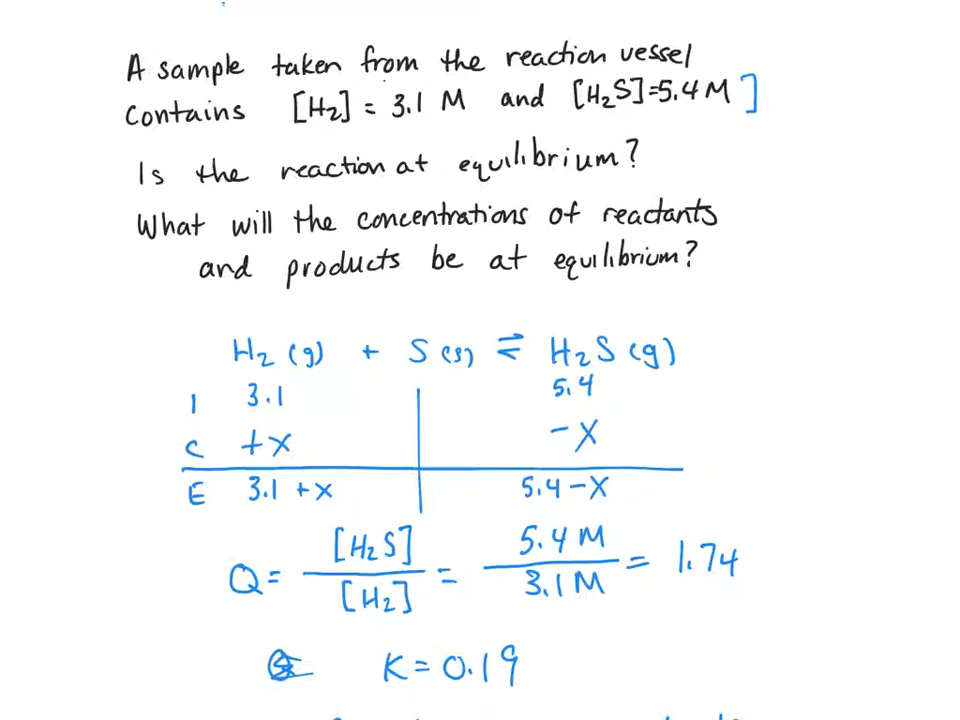 A sample taken from the reaction vessel
contains [H₂] = 3.1 M and [H₂S]=5.4 M ]
Is the reaction at equilibrium?
What will the concentrations of reactants
and products be at equilibrium?
H₂ (g) + S (s) ⇌ H₂S (g)
I 3.1 5.4
C +x -x
E 3.1 +x 5.4 -x
Q = [H₂S] / [H₂] = 5.4 M / 3.1 M = 1.74
K = 0.19